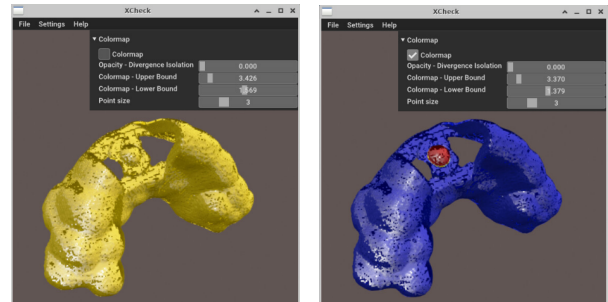 XCheck
File Settings Help
Colormap
Colormap
Opacity - Divergence Isolation 0.000
Colormap - Upper Bound 3.426
Colormap - Lower Bound
Point size 3
XCheck
File Settings Help
Colormap
Colormap
Opacity - Divergence Isolation 0.000
Colormap - Upper Bound 3.370
Colormap - Lower Bound
Point size 3